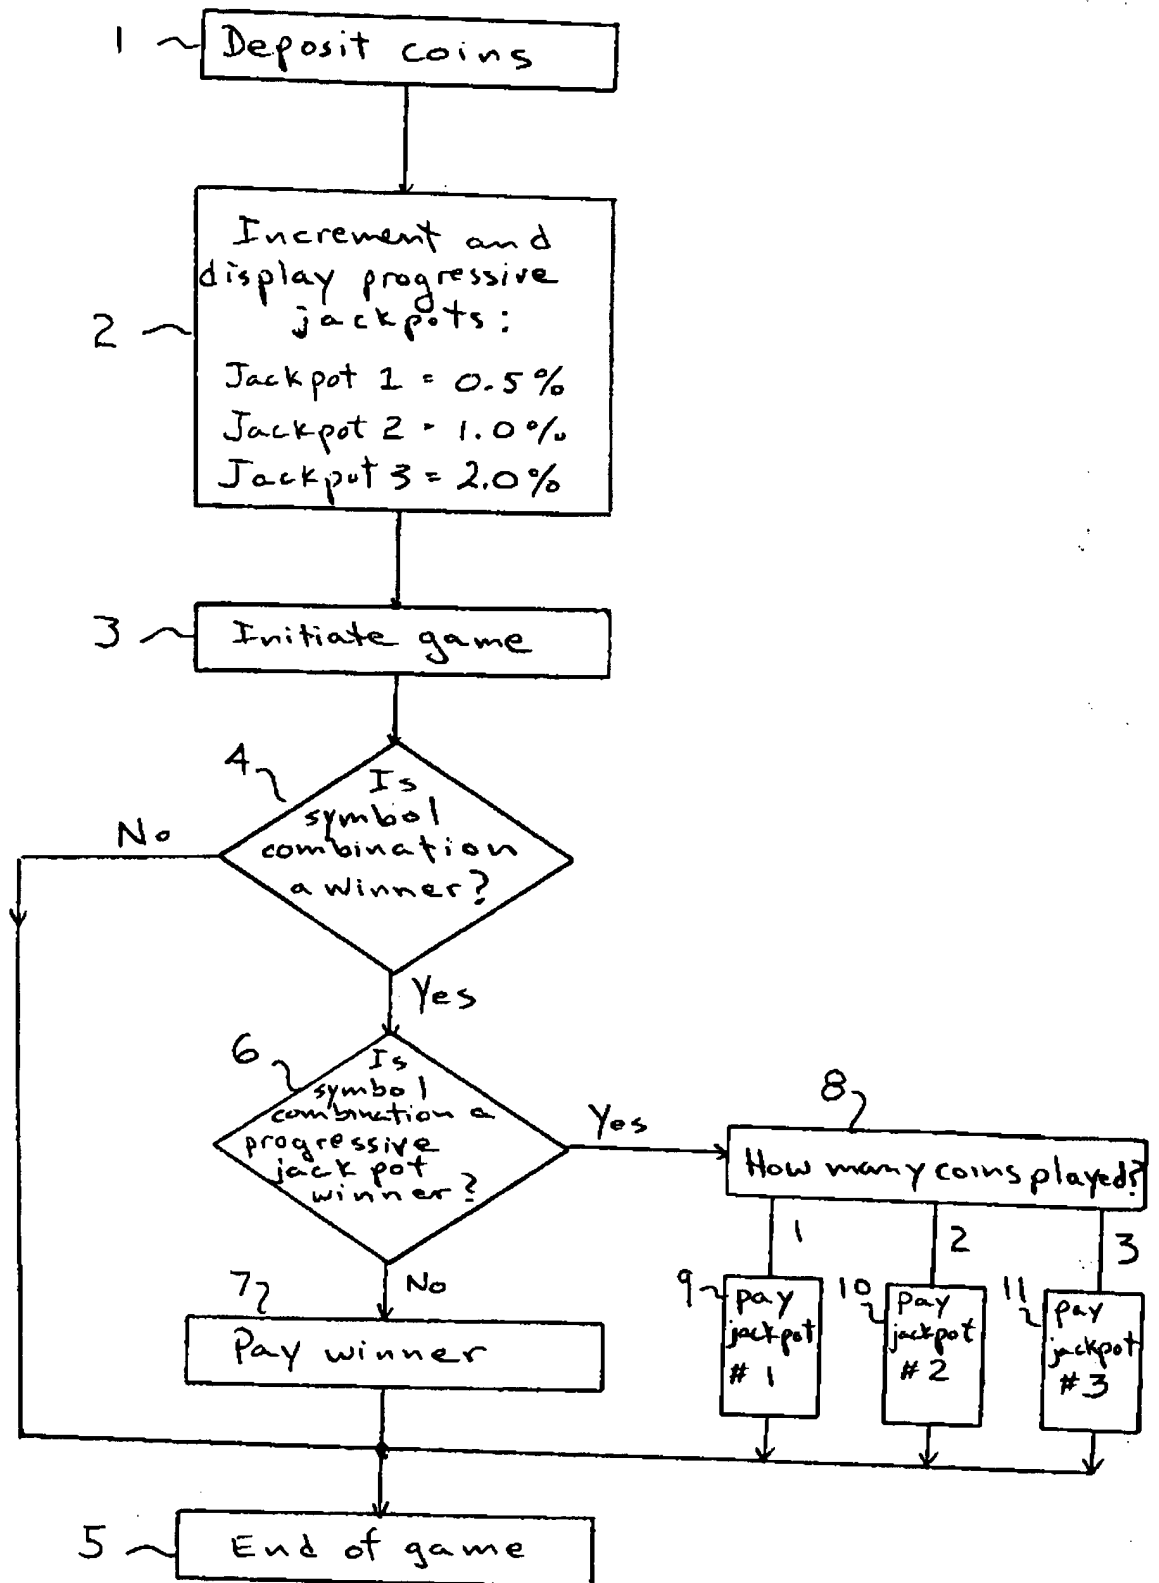 1
Deposit coins
2
Increment and
display progressive
jackpots:
Jackpot 1 = 0.5%
Jackpot 2 - 1.0%
Jackpot 3 = 2.0%
3
Initiate game
4
Is
symbol
combination
a winner?
No
Yes
6
Is
symbol
combination a
progressive
jackpot
winner?
Yes
8
How many coins played?
1
2
3
No
7
Pay winner
9
pay
jackpot
# 1
10
pay
jackpot
# 2
11
pay
jackpot
# 3
5
End of game